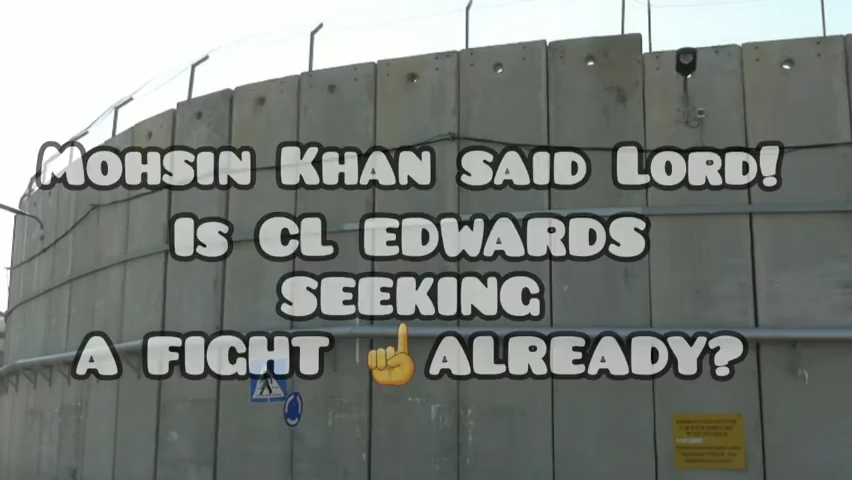 Mohsin Khan said Lord!
Is CL EDWARDS
SEEKING
A FIGHT ☝ALREADY?